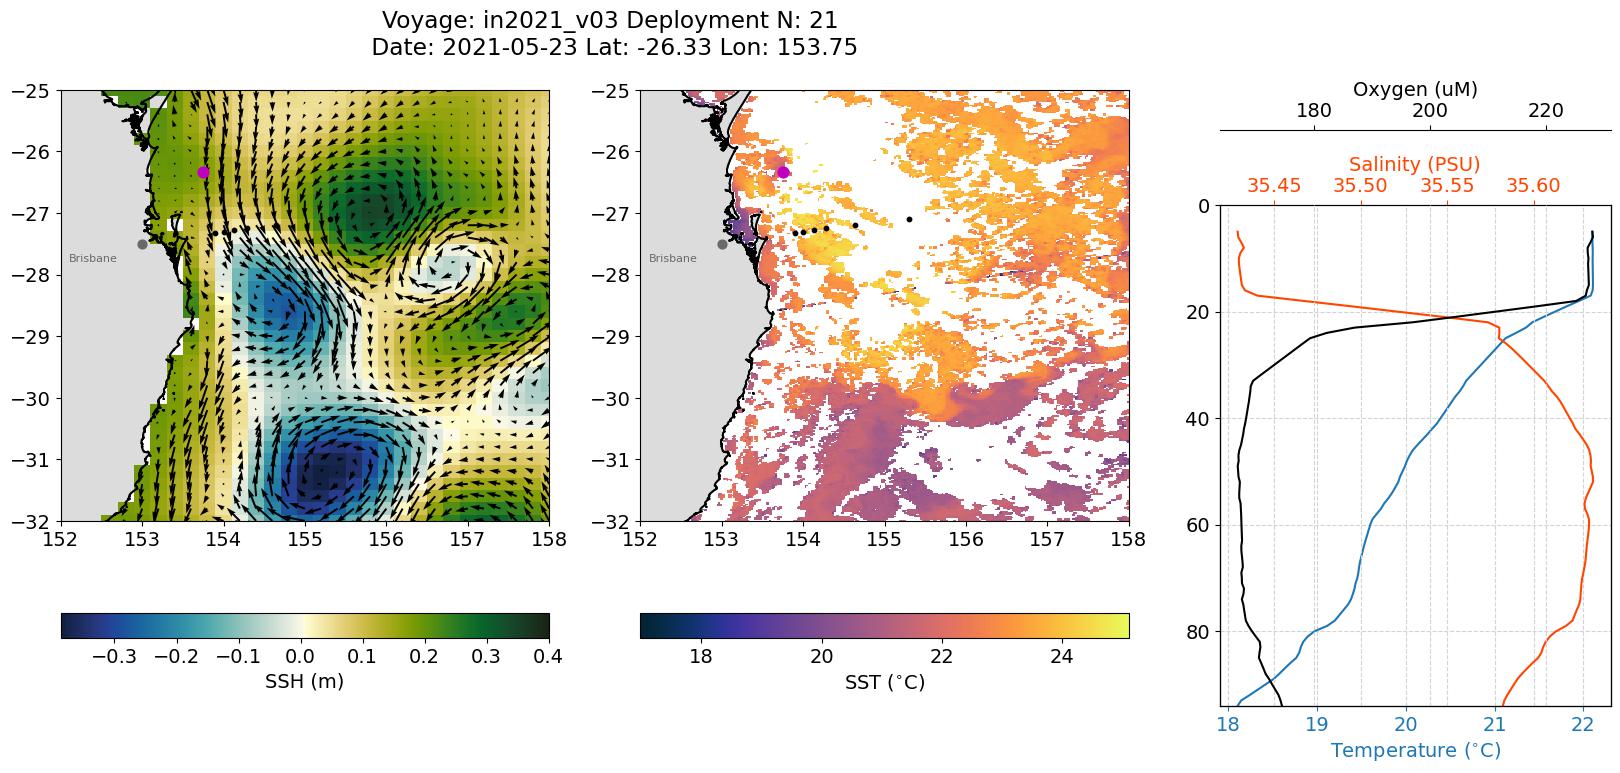 Voyage: in2021_v03 Deployment N: 21
Date: 2021-05-23 Lat: -26.33 Lon: 153.75
−25
−26
−27
−28
−29
−30
−31
−32
152 153 154 155 156 157 158
Brisbane
−0.3 −0.2 −0.1 0.0 0.1 0.2 0.3 0.4
SSH (m)
−25
−26
−27
−28
−29
−30
−31
−32
152 153 154 155 156 157 158
Brisbane
18 20 22 24
SST (°C)
Oxygen (uM)
180 200 220
Salinity (PSU)
35.45 35.50 35.55 35.60
0
20
40
60
80
18 19 20 21 22
Temperature (°C)